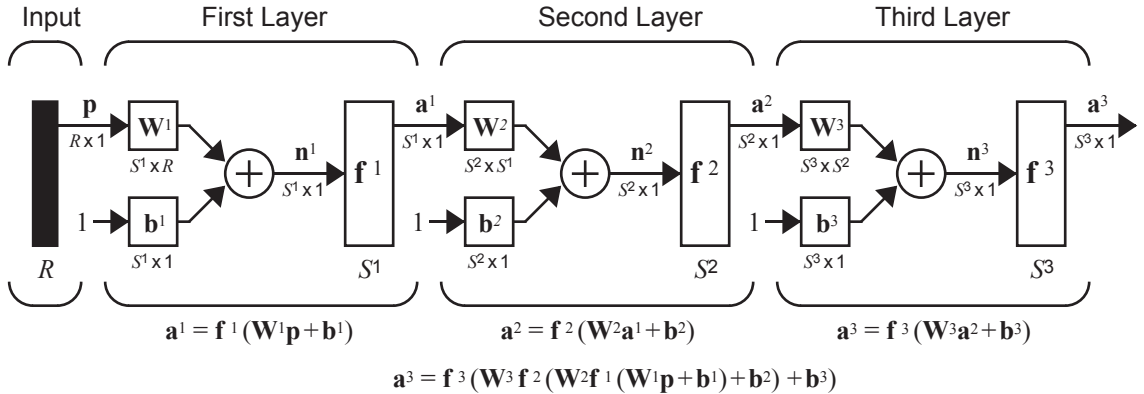 Input First Layer Second Layer Third Layer
p a¹ a² a³
W¹ W² W³
R x 1 S¹ x 1 S² x 1 S³ x 1
S¹ x R n¹ S² x S¹ n² S³ x S² n³
+ f ¹ + f ² + f ³
S¹ x 1 S² x 1 S³ x 1
1 b¹ 1 b² 1 b³
S¹ x 1 S² x 1 S³ x 1
R S¹ S² S³
a¹ = f ¹ (W¹p + b¹) a² = f ² (W²a¹ + b²) a³ = f ³ (W³a² + b³)
a³ = f ³ (W³ f ² (W²f ¹ (W¹p + b¹) + b²) + b³)